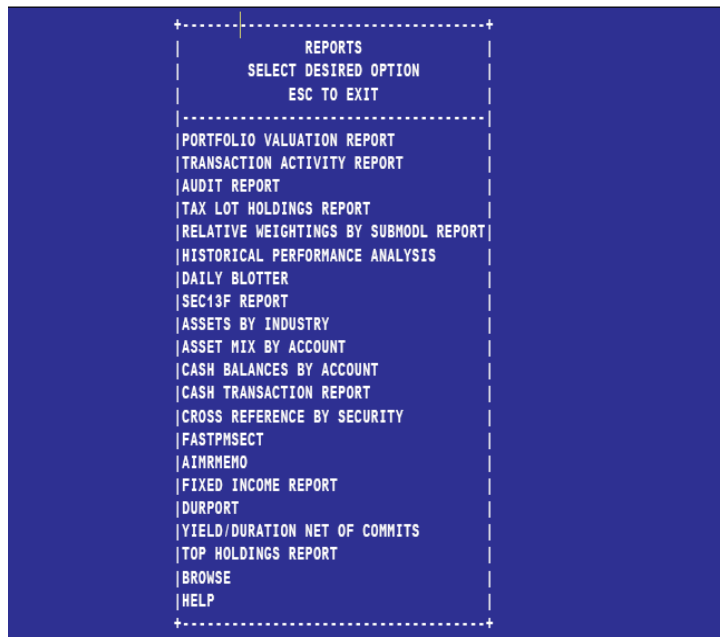 REPORTS
SELECT DESIRED OPTION
ESC TO EXIT
PORTFOLIO VALUATION REPORT
TRANSACTION ACTIVITY REPORT
AUDIT REPORT
TAX LOT HOLDINGS REPORT
RELATIVE WEIGHTINGS BY SUBMODL REPORT
HISTORICAL PERFORMANCE ANALYSIS
DAILY BLOTTER
SEC13F REPORT
ASSETS BY INDUSTRY
ASSET MIX BY ACCOUNT
CASH BALANCES BY ACCOUNT
CASH TRANSACTION REPORT
CROSS REFERENCE BY SECURITY
FASTPMSECT
AIMRMEMO
FIXED INCOME REPORT
DURPORT
YIELD/DURATION NET OF COMMITS
TOP HOLDINGS REPORT
BROWSE
HELP